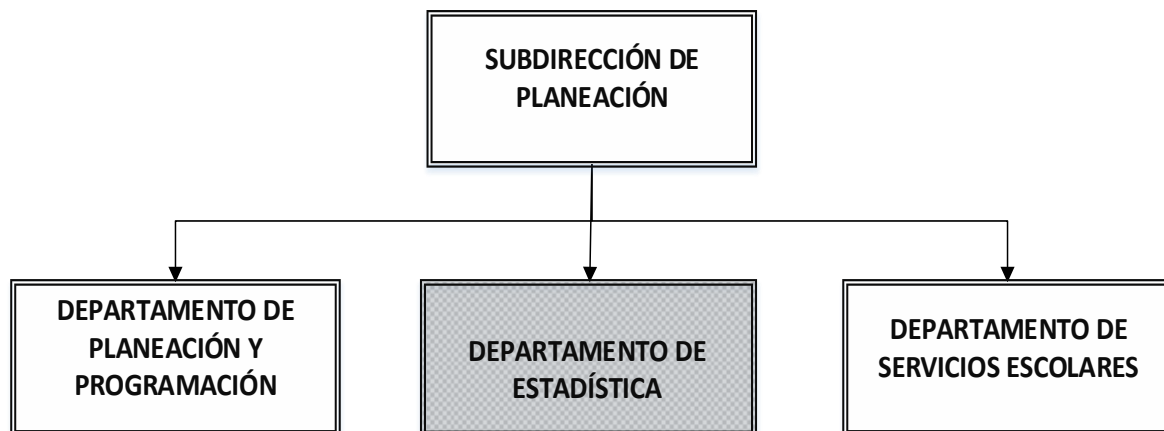 SUBDIRECCIÓN DE
PLANEACIÓN
DEPARTAMENTO DE
PLANEACIÓN Y
PROGRAMACIÓN
DEPARTAMENTO DE
ESTADÍSTICA
DEPARTAMENTO DE
SERVICIOS ESCOLARES